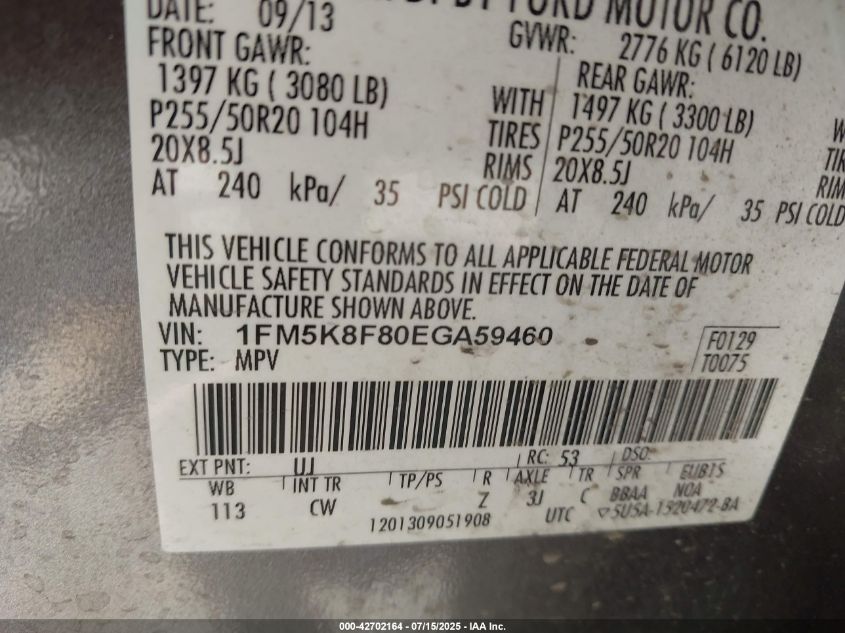 FORD MOTOR CO.
DATE: 09/13 GVWR: 2776 KG ( 6120 LB)
FRONT GAWR: REAR GAWR:
1397 KG ( 3080 LB) WITH 1497 KG ( 3300 LB)
P255/50R20 104H TIRES P255/50R20 104H
20X8.5J RIMS 20X8.5J
AT 240 kPa/ 35 PSI COLD AT 240 kPa/ 35 PSI COLD
THIS VEHICLE CONFORMS TO ALL APPLICABLE FEDERAL MOTOR
VEHICLE SAFETY STANDARDS IN EFFECT ON THE DATE OF
MANUFACTURE SHOWN ABOVE.
VIN: 1FM5K8F80EGA59460 F0129
TYPE: MPV T0075
EXT PNT: UJ RC: 53 DSO:
WB INT TR TP/PS R AXLE TR SPR
113 CW Z 3J C BBAA NOA
1201309051908 UTC
000-42702164 - 07/15/2025 - IAA Inc.